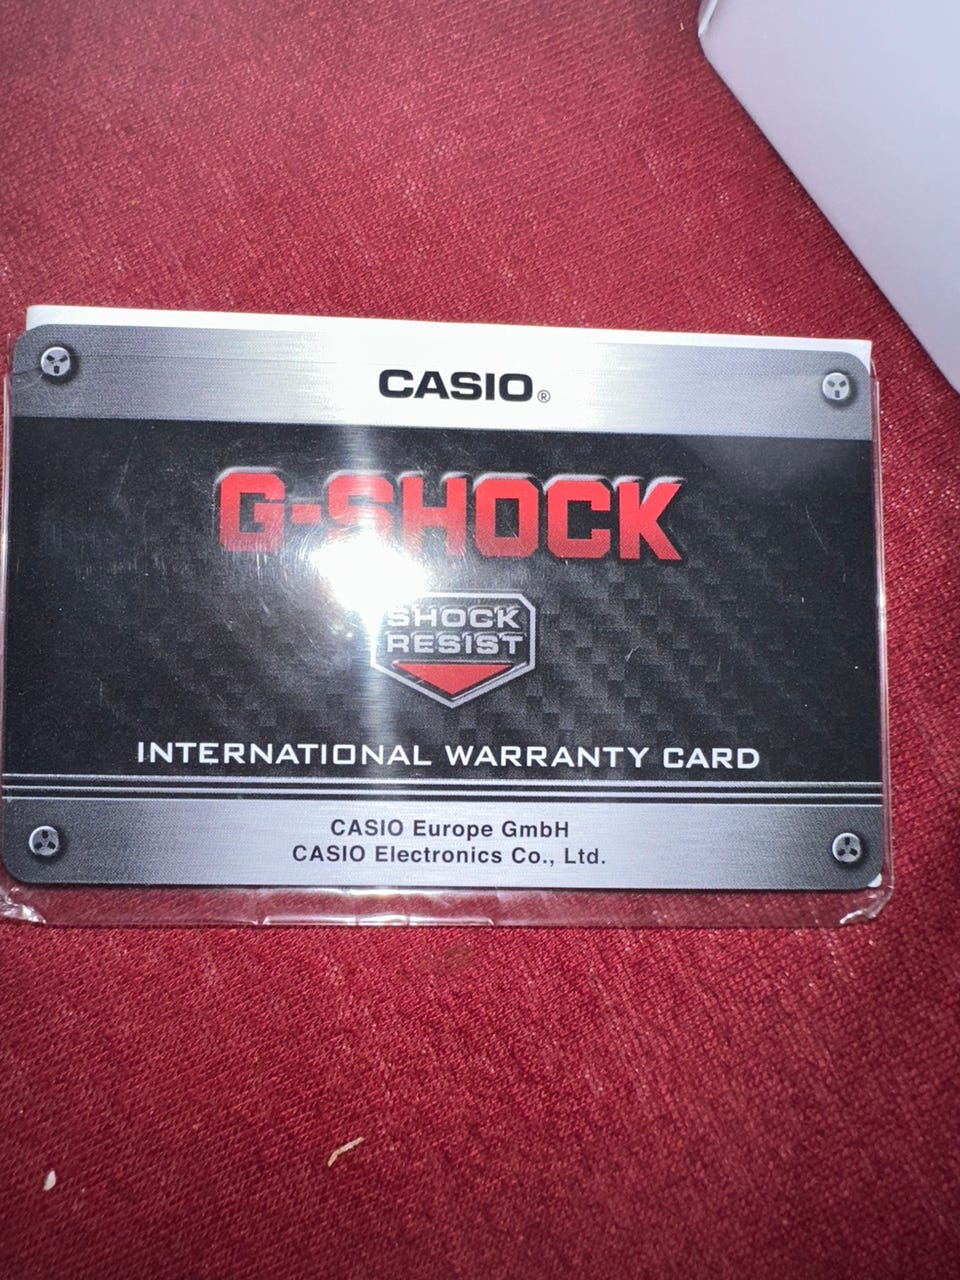 CASIO®
G-SHOCK
SHOCK
RESIST
INTERNATIONAL WARRANTY CARD
CASIO Europe GmbH
CASIO Electronics Co., Ltd.